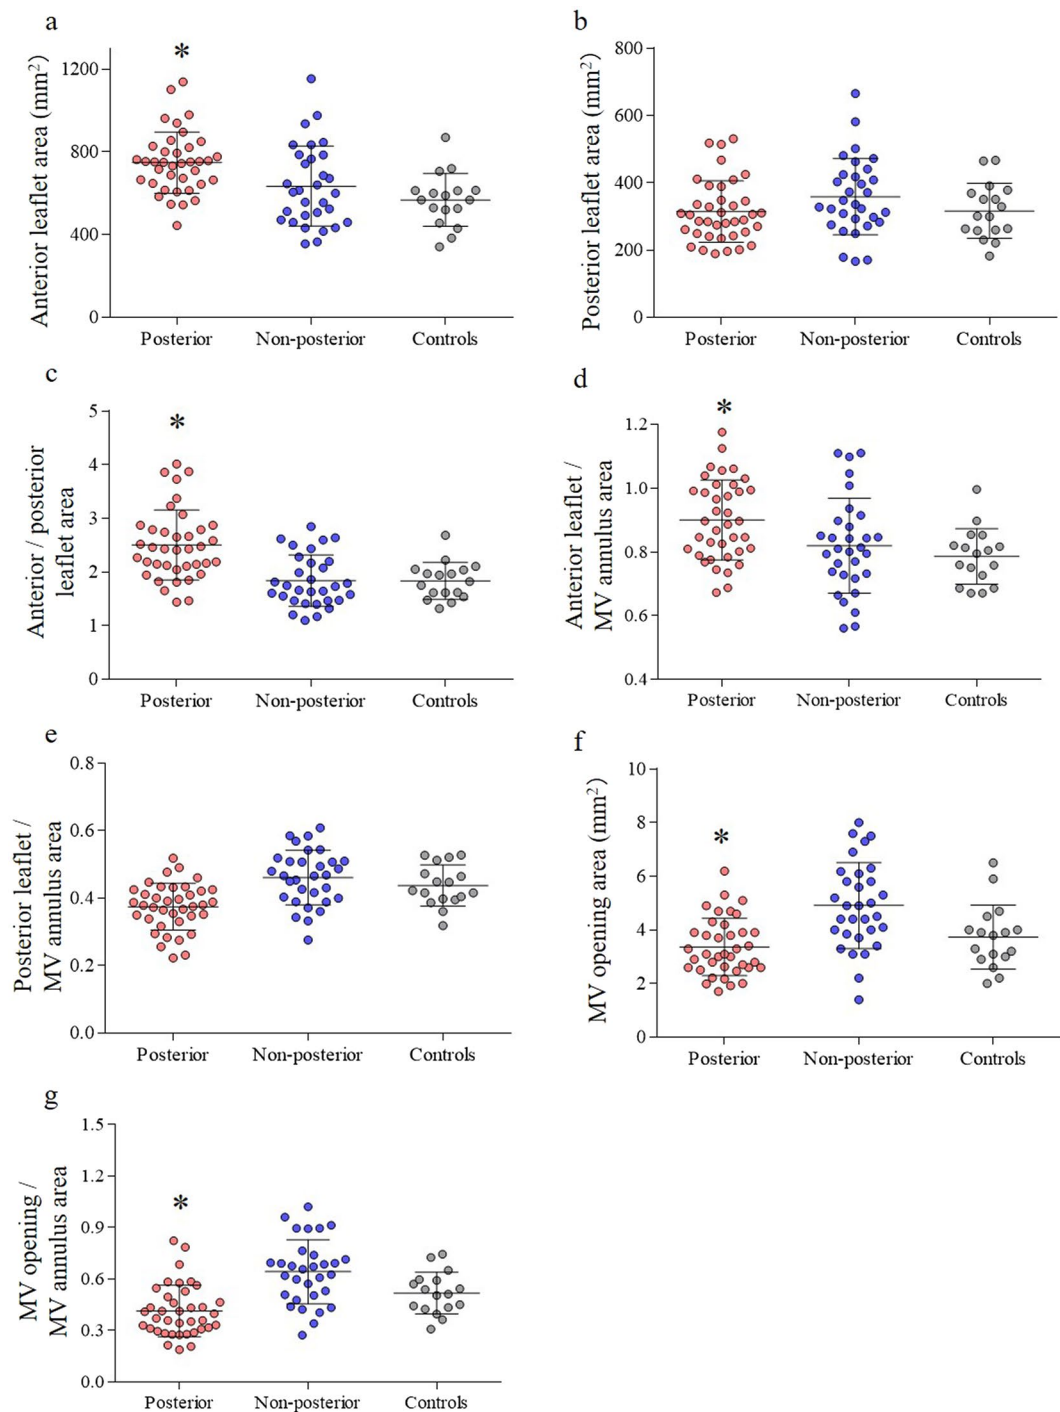 a
*
Anterior leaflet area (mm²)
1200
800
400
0
Posterior Non-posterior Controls
b
Posterior leaflet area (mm²)
800
600
400
200
0
Posterior Non-posterior Controls
c
*
Anterior / posterior
leaflet area
5
4
3
2
1
0
Posterior Non-posterior Controls
d
*
Anterior leaflet /
MV annulus area
1.2
1.0
0.8
0.6
0.4
Posterior Non-posterior Controls
e
Posterior leaflet /
MV annulus area
0.8
0.6
0.4
0.2
0.0
Posterior Non-posterior Controls
f
*
MV opening area (mm²)
10
8
6
4
2
0
Posterior Non-posterior Controls
g
*
MV opening /
MV annulus area
1.5
1.2
0.9
0.6
0.3
0.0
Posterior Non-posterior Controls